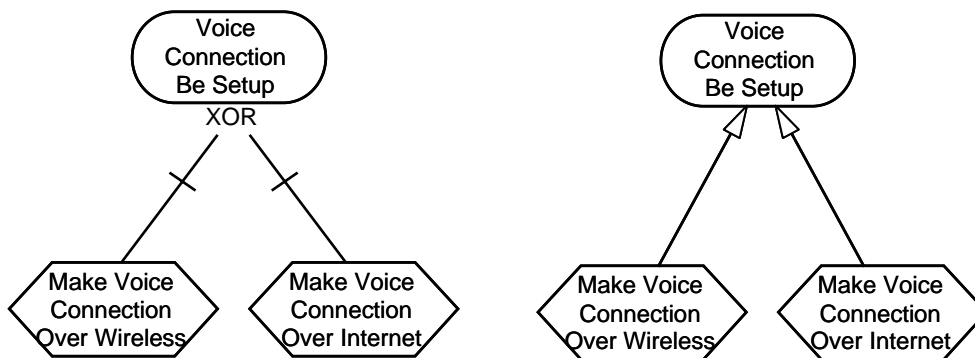 Voice
Connection
Be Setup
XOR
Make Voice
Connection
Over Wireless
Make Voice
Connection
Over Internet
Voice
Connection
Be Setup
Make Voice
Connection
Over Wireless
Make Voice
Connection
Over Internet